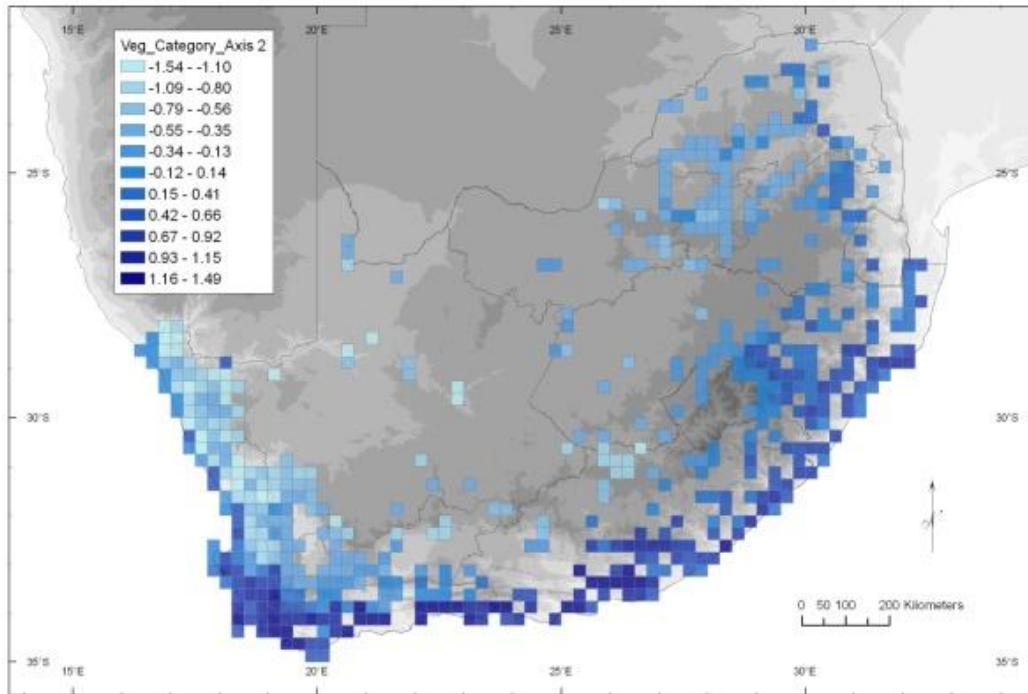 15°E 20°E 25°E 30°E
Veg_Category_Axis 2
-1.54 - -1.10
-1.09 - -0.80
-0.79 - -0.56
-0.55 - -0.35
-0.34 - -0.13
-0.12 - 0.14
0.15 - 0.41
0.42 - 0.66
0.67 - 0.92
0.93 - 1.15
1.16 - 1.49
25°S 25°S
30°S 30°S
0 50 100 200 Kilometers
35°S 35°S
15°E 20°E 25°E 30°E